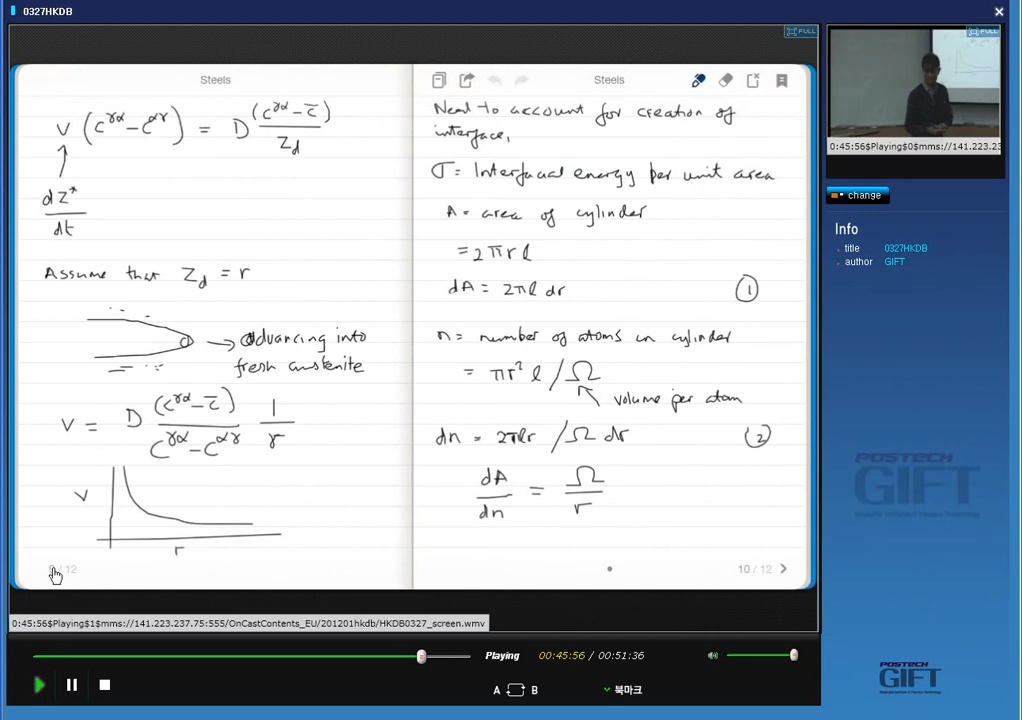 0327HKDB
FULL
FULL
Steels
V (c^γα − c^αγ) = D (c^γα − c̄) / Z_d
dZ* / dt
Assume that Z_d = r
→ advancing into
fresh austenite
V = D (c^γα − c̄) / (c^γα − c^αγ) 1/r
V
r
9 / 12
Steels
Need to account for creation of
interface,
σ = Interfacial energy per unit area
A = area of cylinder
= 2πrl
dA = 2πl dr ①
n = number of atoms in cylinder
= πr²l / Ω
volume per atom
dn = 2πlr / Ω dr ②
dA / dn = Ω / r
10 / 12
0:45:56$Playing$1$mms://141.223.237.75:555/OnCastContents_EU/201201hkdb/HKDB0327_screen.wmv
Playing
00:45:56 / 00:51:36
A B
북마크
0:45:56$Playing$0$mms://141.223.23
change
Info
title 0327HKDB
author GIFT
POSTECH
GIFT
POSTECH
GIFT